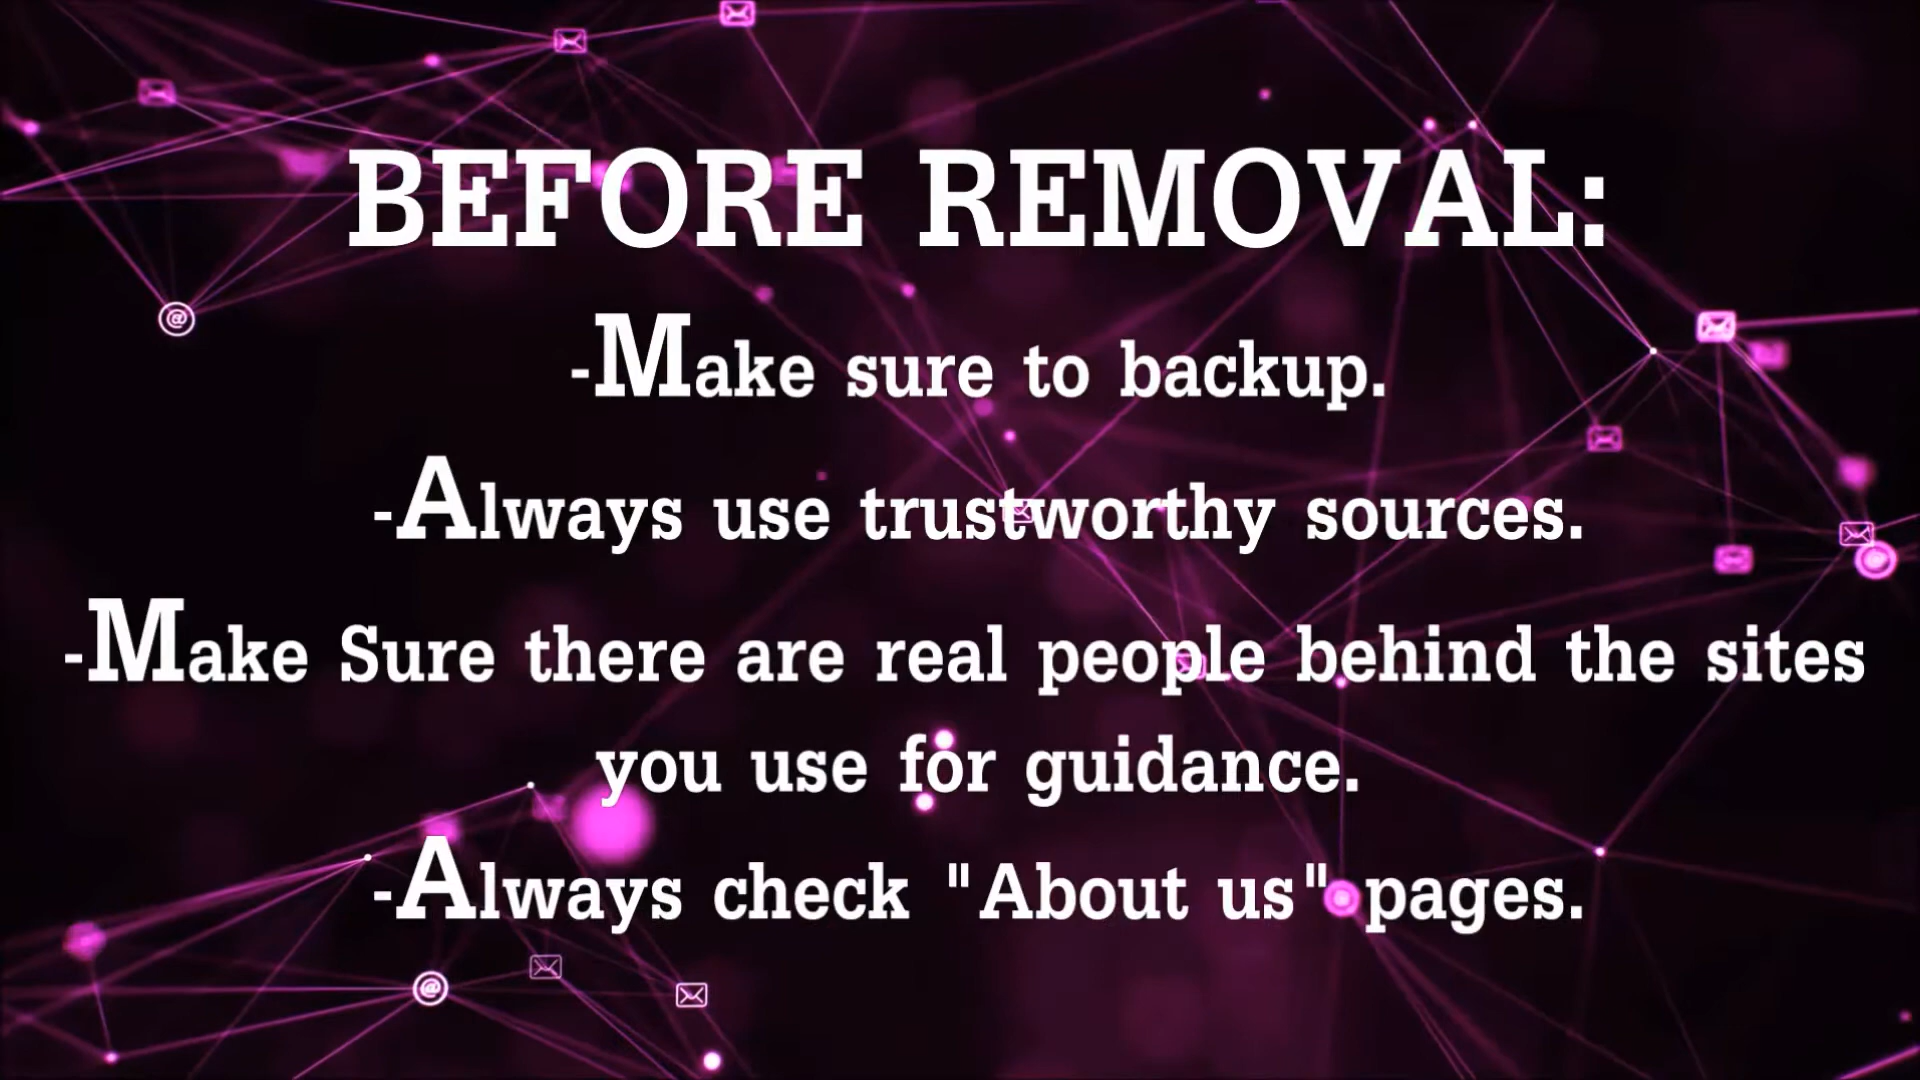 BEFORE REMOVAL:
-Make sure to backup.
-Always use trustworthy sources.
-Make Sure there are real people behind the sites
you use for guidance.
-Always check "About us" pages.